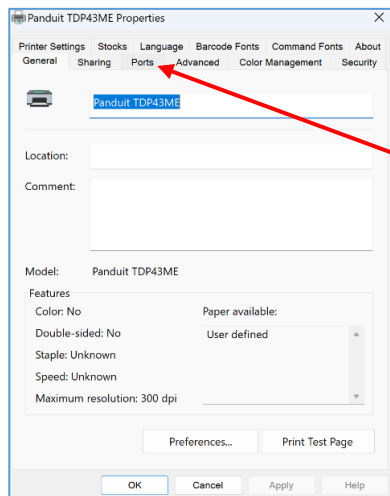 Panduit TDP43ME Properties
Printer Settings Stocks Language Barcode Fonts Command Fonts About
General Sharing Ports Advanced Color Management Security
Panduit TDP43ME
Location:
Comment:
Model: Panduit TDP43ME
Features
Color: No Paper available:
Double-sided: No User defined
Staple: Unknown
Speed: Unknown
Maximum resolution: 300 dpi
Preferences... Print Test Page
OK Cancel Apply Help